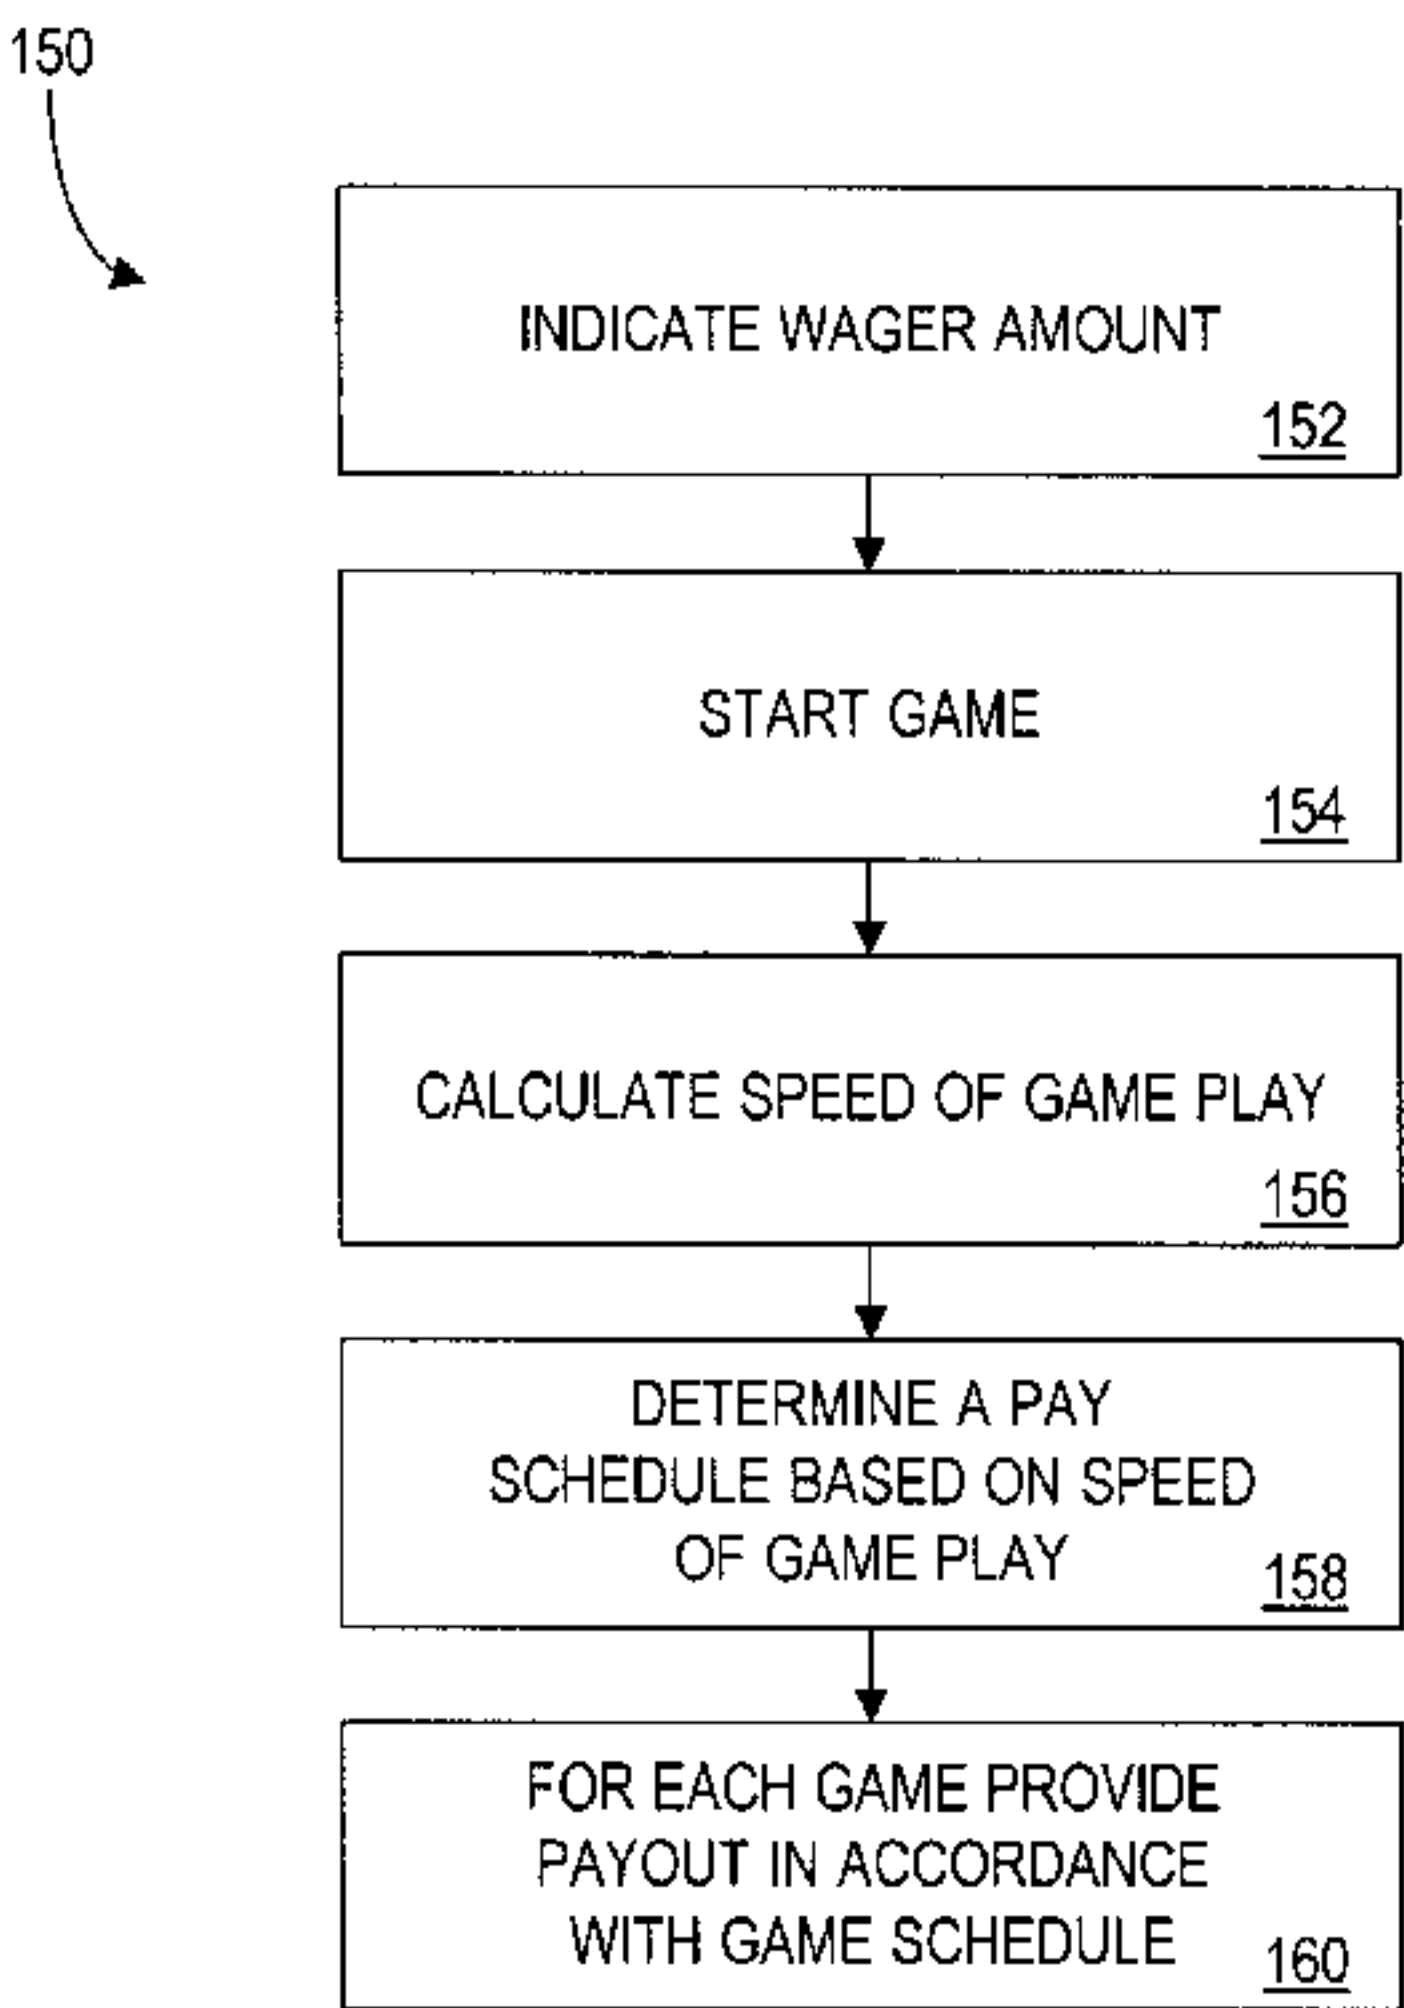 150
INDICATE WAGER AMOUNT
152
START GAME
154
CALCULATE SPEED OF GAME PLAY
156
DETERMINE A PAY
SCHEDULE BASED ON SPEED
OF GAME PLAY
158
FOR EACH GAME PROVIDE
PAYOUT IN ACCORDANCE
WITH GAME SCHEDULE
160